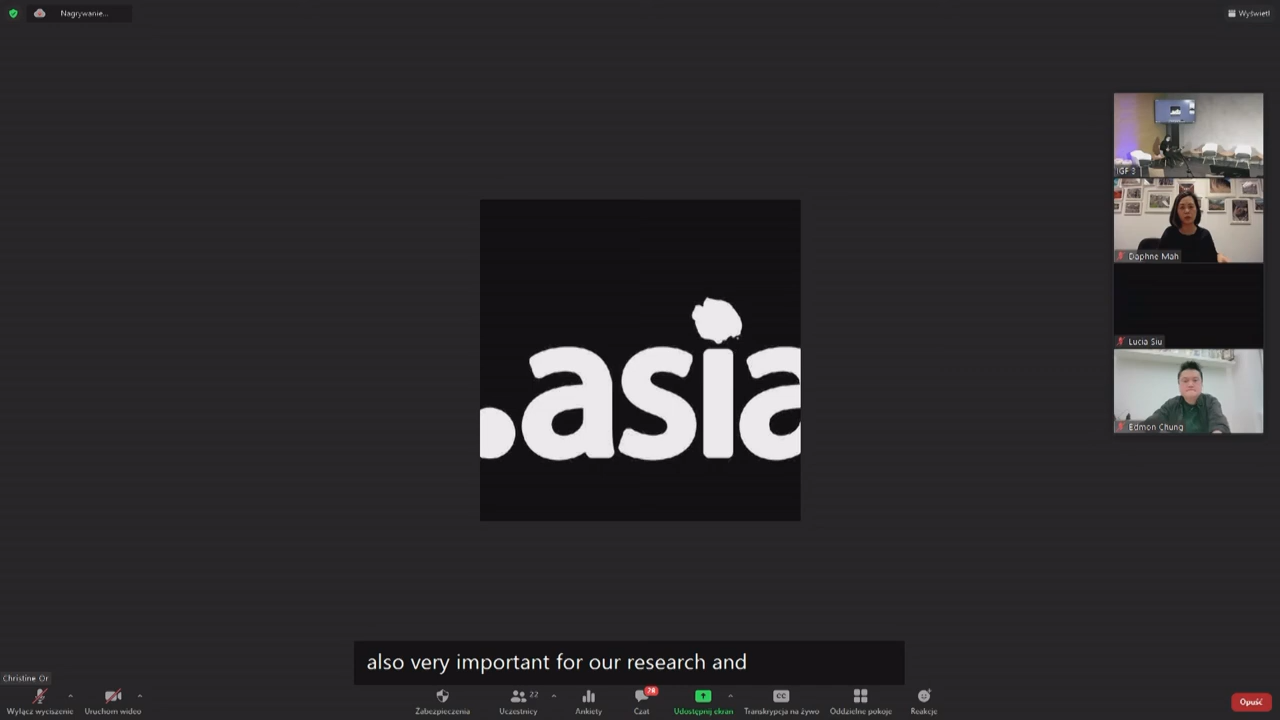 Nagrywanie...
Wyświetl
IGF 3
Daphne Mah
Lucia Siu
Edmon Chung
.asia
also very important for our research and
Christine Or
Wyłącz wyciszenie
Uruchom wideo
Zabezpieczenia
Uczestnicy
22
Ankiety
Czat
Udostępnij ekran
CC
Transkrypcja na żywo
Oddzielne pokoje
Reakcje
Opuść